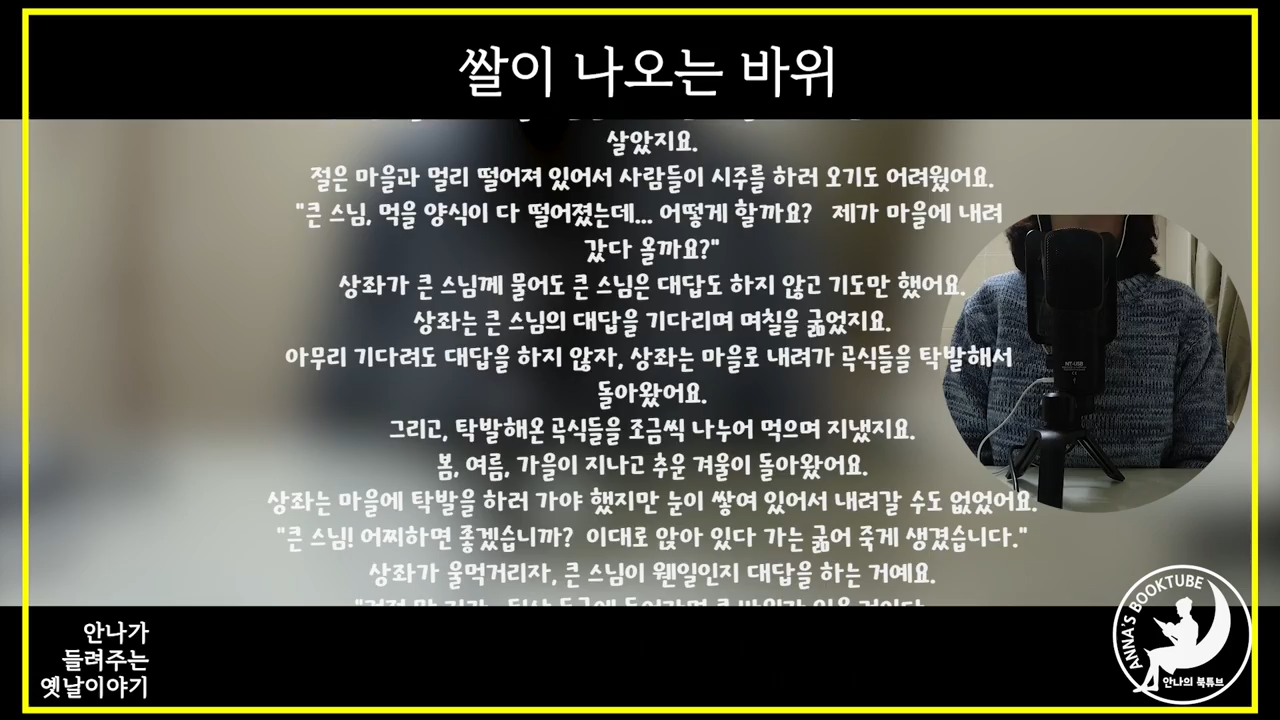 쌀이 나오는 바위
살았지요.
절은 마을과 멀리 떨어져 있어서 사람들이 시주를 하러 오기도 어려웠어요.
"큰 스님, 먹을 양식이 다 떨어졌는데... 어떻게 할까요? 제가 마을에 내려
갔다 올까요?"
상좌가 큰 스님께 물어도 큰 스님은 대답도 하지 않고 기도만 했어요.
상좌는 큰 스님의 대답을 기다리며 며칠을 굶었지요.
아무리 기다려도 대답을 하지 않자, 상좌는 마을로 내려가 곡식들을 탁발해서
돌아왔어요.
그리고, 탁발해온 곡식들을 조금씩 나누어 먹으며 지냈지요.
봄, 여름, 가을이 지나고 추운 겨울이 돌아왔어요.
상좌는 마을에 탁발을 하러 가야 했지만 눈이 쌓여 있어서 내려갈 수도 없었어요.
"큰 스님! 어찌하면 좋겠습니까? 이대로 앉아 있다 가는 굶어 죽게 생겼습니다."
상좌가 울먹거리자, 큰 스님이 웬일인지 대답을 하는 거예요.
NT-USB
안나가
들려주는
옛날이야기
ANNA'S BOOKTUBE
안나의 북튜브